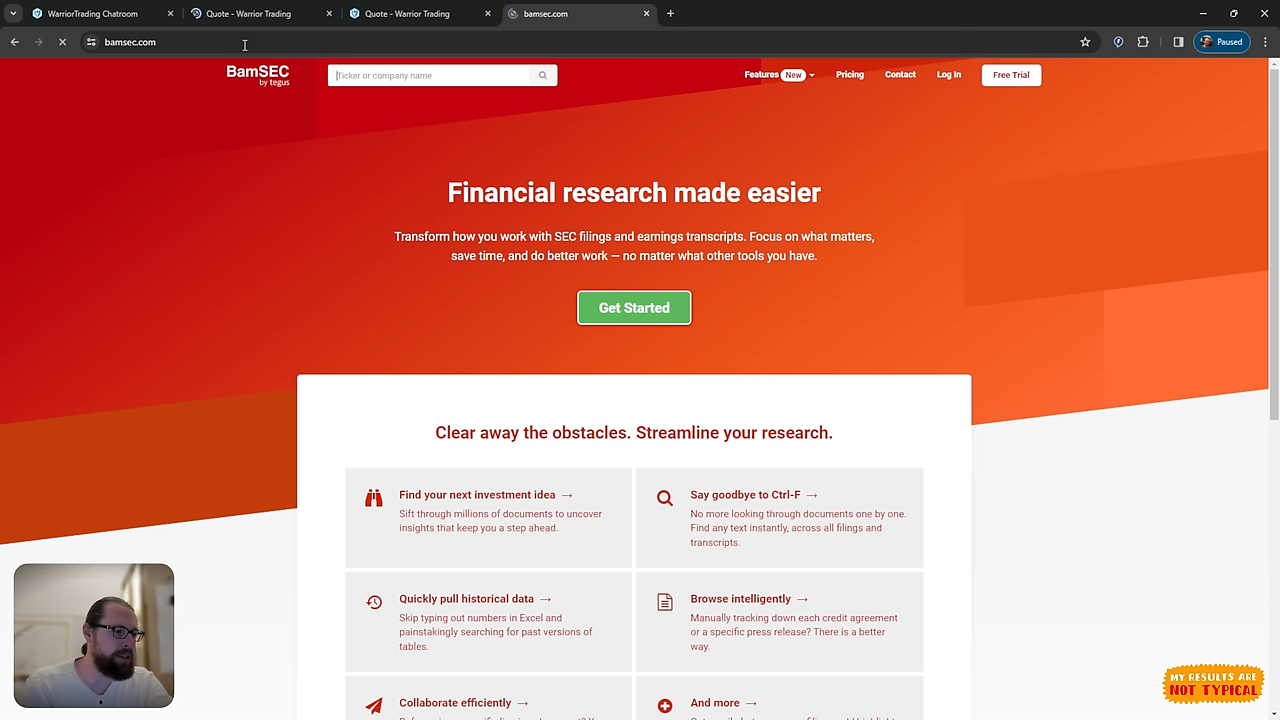 WarriorTrading Chatroom
Quote - Warrior Trading
Quote - Warrior Trading
bamsec.com
bamsec.com
Paused
BamSEC
by tegus
Ticker or company name
Features New
Pricing
Contact
Log In
Free Trial
Financial research made easier
Transform how you work with SEC filings and earnings transcripts. Focus on what matters,
save time, and do better work — no matter what other tools you have.
Get Started
Clear away the obstacles. Streamline your research.
Find your next investment idea →
Sift through millions of documents to uncover
insights that keep you a step ahead.
Say goodbye to Ctrl-F →
No more looking through documents one by one.
Find any text instantly, across all filings and
transcripts.
Quickly pull historical data →
Skip typing out numbers in Excel and
painstakingly searching for past versions of
tables.
Browse intelligently →
Manually tracking down each credit agreement
or a specific press release? There is a better
way.
Collaborate efficiently →
And more →
MY RESULTS ARE
NOT TYPICAL